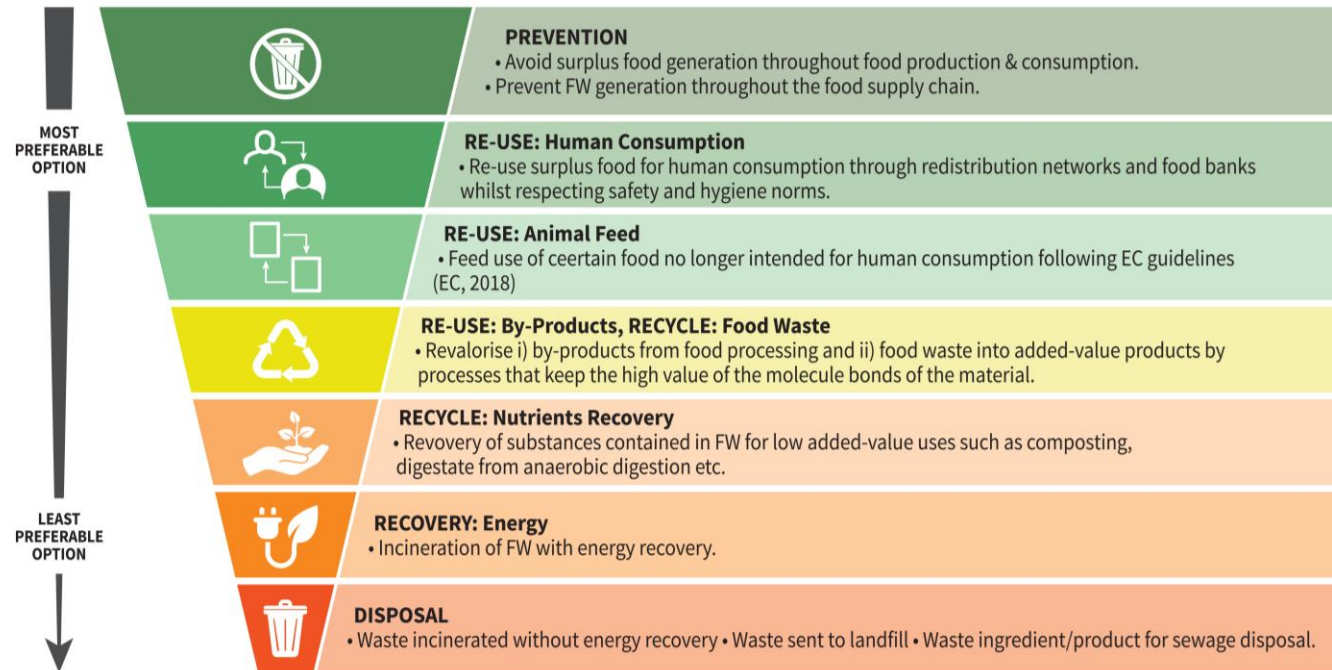 MOST
PREFERABLE
OPTION
LEAST
PREFERABLE
OPTION
PREVENTION
• Avoid surplus food generation throughout food production & consumption.
• Prevent FW generation throughout the food supply chain.
RE-USE: Human Consumption
• Re-use surplus food for human consumption through redistribution networks and food banks
whilst respecting safety and hygiene norms.
RE-USE: Animal Feed
• Feed use of ceertain food no longer intended for human consumption following EC guidelines
(EC, 2018)
RE-USE: By-Products, RECYCLE: Food Waste
• Revalorise i) by-products from food processing and ii) food waste into added-value products by
processes that keep the high value of the molecule bonds of the material.
RECYCLE: Nutrients Recovery
• Revovery of substances contained in FW for low added-value uses such as composting,
digestate from anaerobic digestion etc.
RECOVERY: Energy
• Incineration of FW with energy recovery.
DISPOSAL
• Waste incinerated without energy recovery • Waste sent to landfill • Waste ingredient/product for sewage disposal.